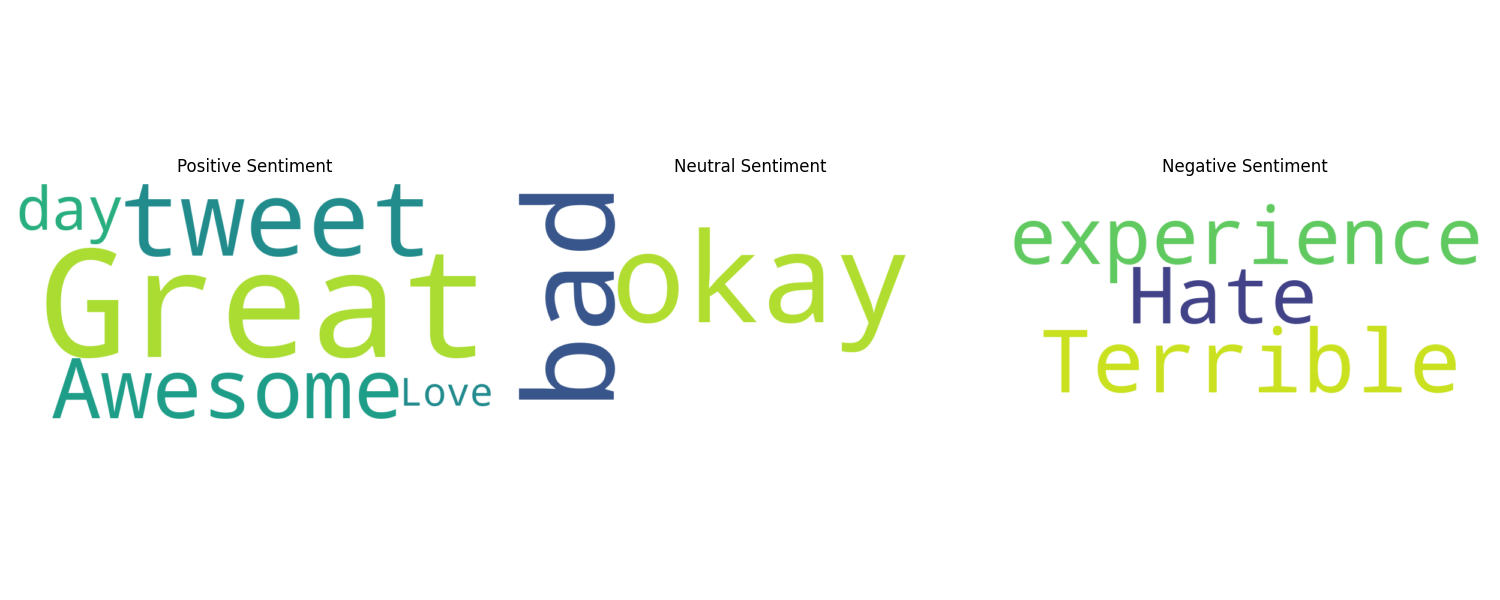 Positive Sentiment
day tweet
Great
Awesome Love
Neutral Sentiment
bad
okay
Negative Sentiment
experience
Hate
Terrible